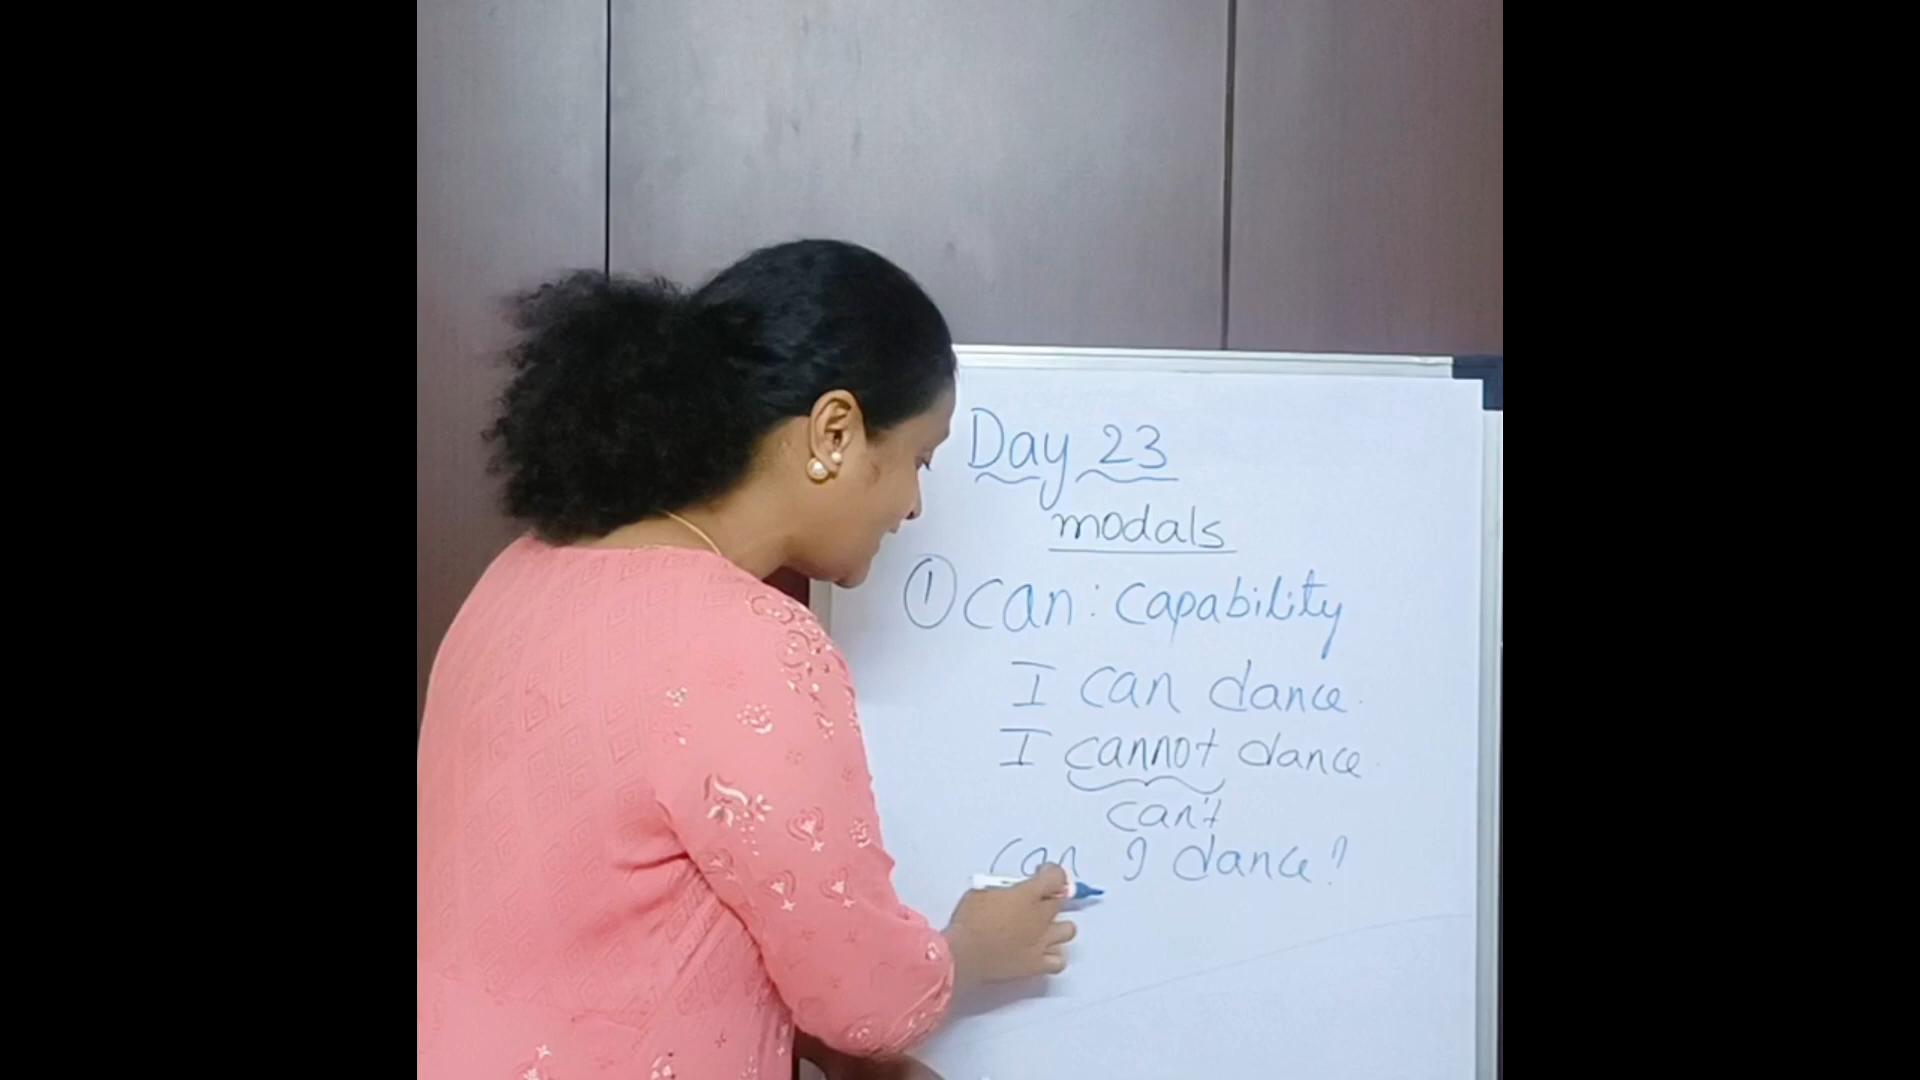 Day 23
modals
① can : capability
I can dance.
I cannot dance.
can't
can I dance?